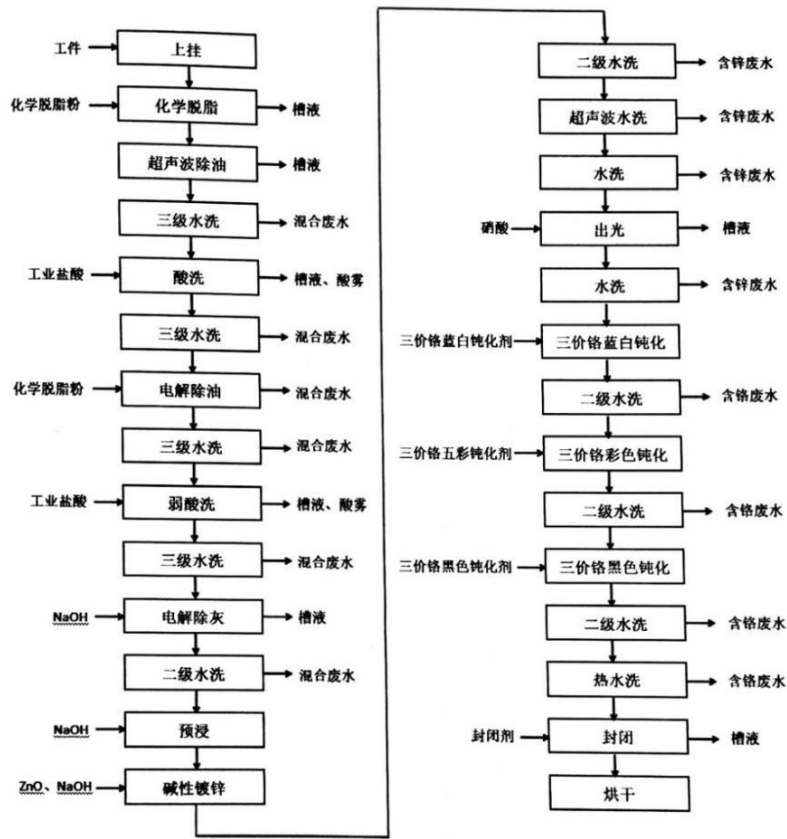 工件
上挂
化学脱脂粉
化学脱脂
槽液
超声波除油
槽液
三级水洗
混合废水
工业盐酸
酸洗
槽液、酸雾
三级水洗
混合废水
化学脱脂粉
电解除油
混合废水
三级水洗
混合废水
工业盐酸
弱酸洗
槽液、酸雾
三级水洗
混合废水
NaOH
电解除灰
槽液
二级水洗
混合废水
NaOH
预浸
ZnO、NaOH
碱性镀锌
二级水洗
含锌废水
超声波水洗
含锌废水
水洗
含锌废水
硝酸
出光
槽液
水洗
含锌废水
三价铬蓝白钝化剂
三价铬蓝白钝化
二级水洗
含铬废水
三价铬五彩钝化剂
三价铬彩色钝化
二级水洗
含铬废水
三价铬黑色钝化剂
三价铬黑色钝化
二级水洗
含铬废水
热水洗
含铬废水
封闭剂
封闭
槽液
烘干